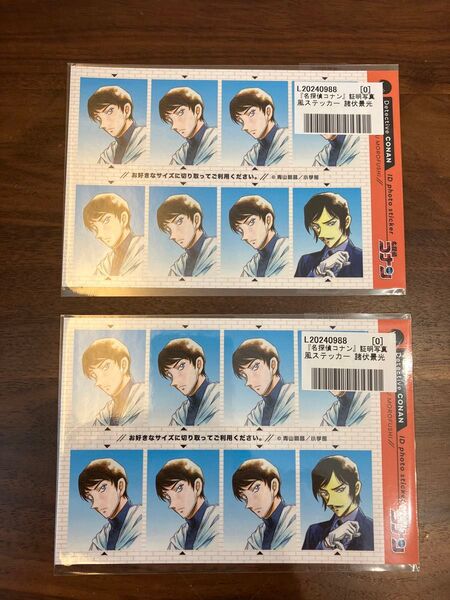 L20240988 [0]
『名探偵コナン』証明写真
風ステッカー 諸伏景光
Detective CONAN
ID photo sticker
MOROFUSHI
お好きなサイズに切り取ってご利用ください。 © 青山剛昌/小学館
名探偵
コナン
L20240988 [0]
『名探偵コナン』証明写真
風ステッカー 諸伏景光
Detective CONAN
ID photo sticker
MOROFUSHI
お好きなサイズに切り取ってご利用ください。 © 青山剛昌/小学館
コナン